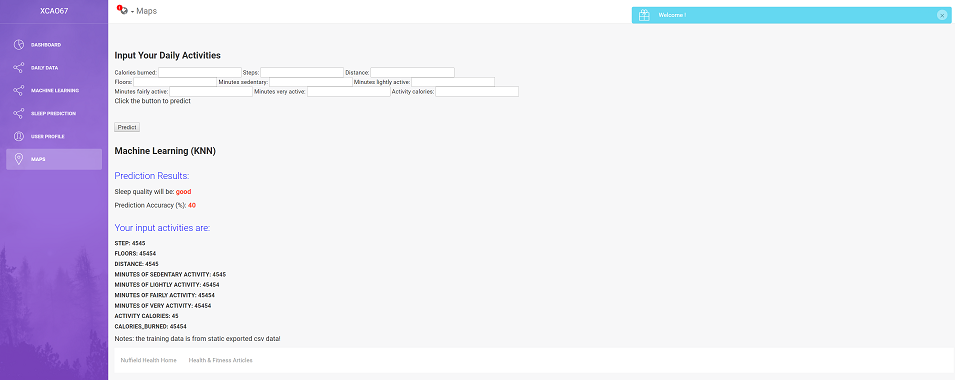 XCAO67
1 Maps
Welcome !
DASHBOARD
DAILY DATA
MACHINE LEARNING
SLEEP PREDICTION
USER PROFILE
MAPS
Input Your Daily Activities
Calories burned: Steps: Distance:
Floors: Minutes sedentary: Minutes lightly active:
Minutes fairly active: Minutes very active: Activity calories:
Click the button to predict
Predict
Machine Learning (KNN)
Prediction Results:
Sleep quality will be: good
Prediction Accuracy (%): 40
Your input activities are:
STEP: 4545
FLOORS: 45454
DISTANCE: 4545
MINUTES OF SEDENTARY ACTIVITY: 4545
MINUTES OF LIGHTLY ACTIVITY: 45454
MINUTES OF FAIRLY ACTIVITY: 45454
MINUTES OF VERY ACTIVITY: 45454
ACTIVITY CALORIES: 45
CALORIES_BURNED: 45454
Notes: the training data is from static exported csv data!
Nuffield Health Home Health & Fitness Articles